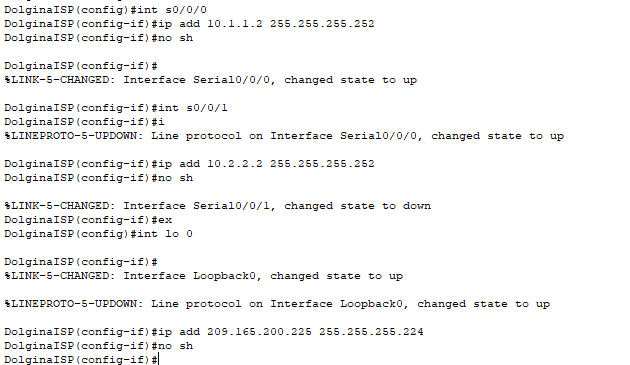 DolginaISP(config)#int s0/0/0
DolginaISP(config-if)#ip add 10.1.1.2 255.255.255.252
DolginaISP(config-if)#no sh
DolginaISP(config-if)#
%LINK-5-CHANGED: Interface Serial0/0/0, changed state to up
DolginaISP(config-if)#int s0/0/1
DolginaISP(config-if)#i
%LINEPROTO-5-UPDOWN: Line protocol on Interface Serial0/0/0, changed state to up
DolginaISP(config-if)#ip add 10.2.2.2 255.255.255.252
DolginaISP(config-if)#no sh
%LINK-5-CHANGED: Interface Serial0/0/1, changed state to down
DolginaISP(config-if)#ex
DolginaISP(config)#int lo 0
DolginaISP(config-if)#
%LINK-5-CHANGED: Interface Loopback0, changed state to up
%LINEPROTO-5-UPDOWN: Line protocol on Interface Loopback0, changed state to up
DolginaISP(config-if)#ip add 209.165.200.225 255.255.255.224
DolginaISP(config-if)#no sh
DolginaISP(config-if)#